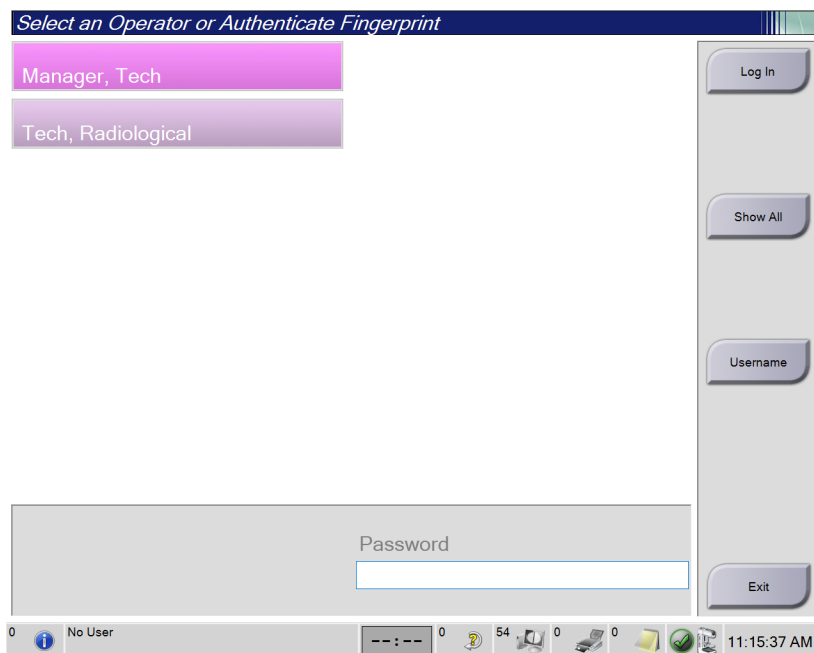 Select an Operator or Authenticate Fingerprint
Manager, Tech
Log In
Tech, Radiological
Show All
Username
Password
Exit
0
No User
--:--
0
54
0
0
11:15:37 AM